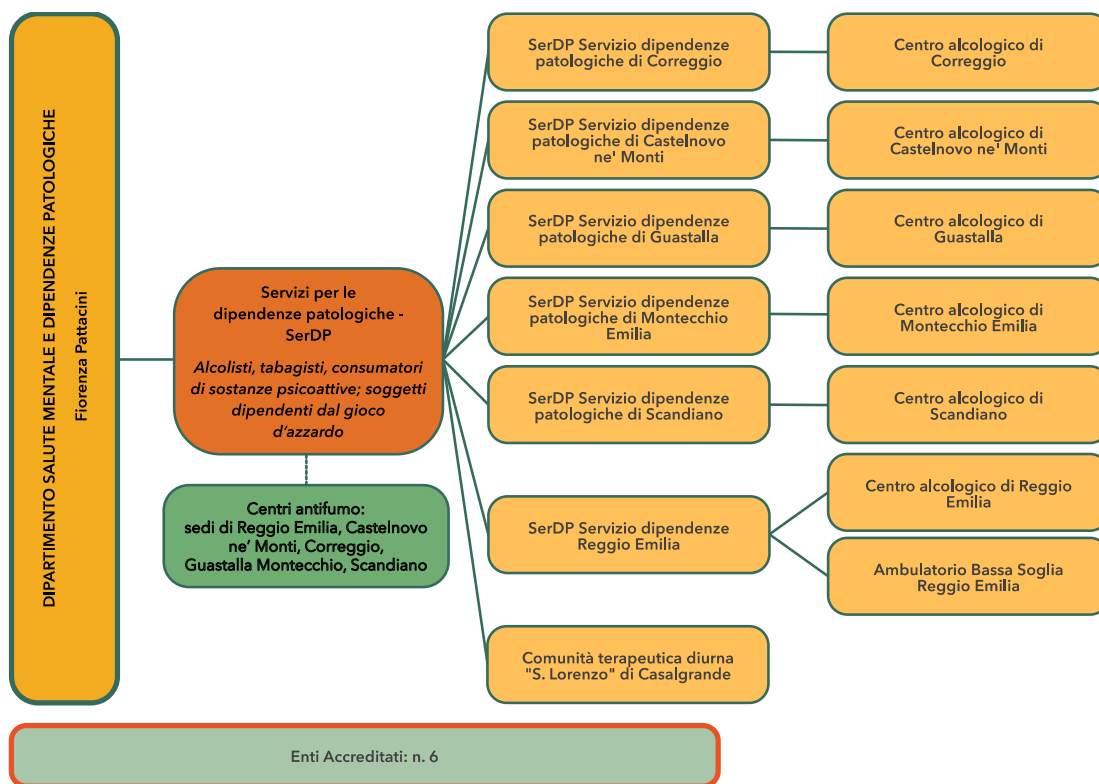 DIPARTIMENTO SALUTE MENTALE E DIPENDENZE PATOLOGICHE
Fiorenza Pattacini
Servizi per le
dipendenze patologiche -
SerDP
Alcolisti, tabagisti, consumatori
di sostanze psicoattive; soggetti
dipendenti dal gioco
d'azzardo
Centri antifumo:
sedi di Reggio Emilia, Castelnovo
ne' Monti, Correggio,
Guastalla Montecchio, Scandiano
SerDP Servizio dipendenze
patologiche di Correggio
Centro alcologico di
Correggio
SerDP Servizio dipendenze
patologiche di Castelnovo
ne' Monti
Centro alcologico di
Castelnovo ne' Monti
SerDP Servizio dipendenze
patologiche di Guastalla
Centro alcologico di
Guastalla
SerDP Servizio dipendenze
patologiche di Montecchio
Emilia
Centro alcologico di
Montecchio Emilia
SerDP Servizio dipendenze
patologiche di Scandiano
Centro alcologico di
Scandiano
SerDP Servizio dipendenze
Reggio Emilia
Centro alcologico di Reggio
Emilia
Ambulatorio Bassa Soglia
Reggio Emilia
Comunità terapeutica diurna
"S. Lorenzo" di Casalgrande
Enti Accreditati: n. 6